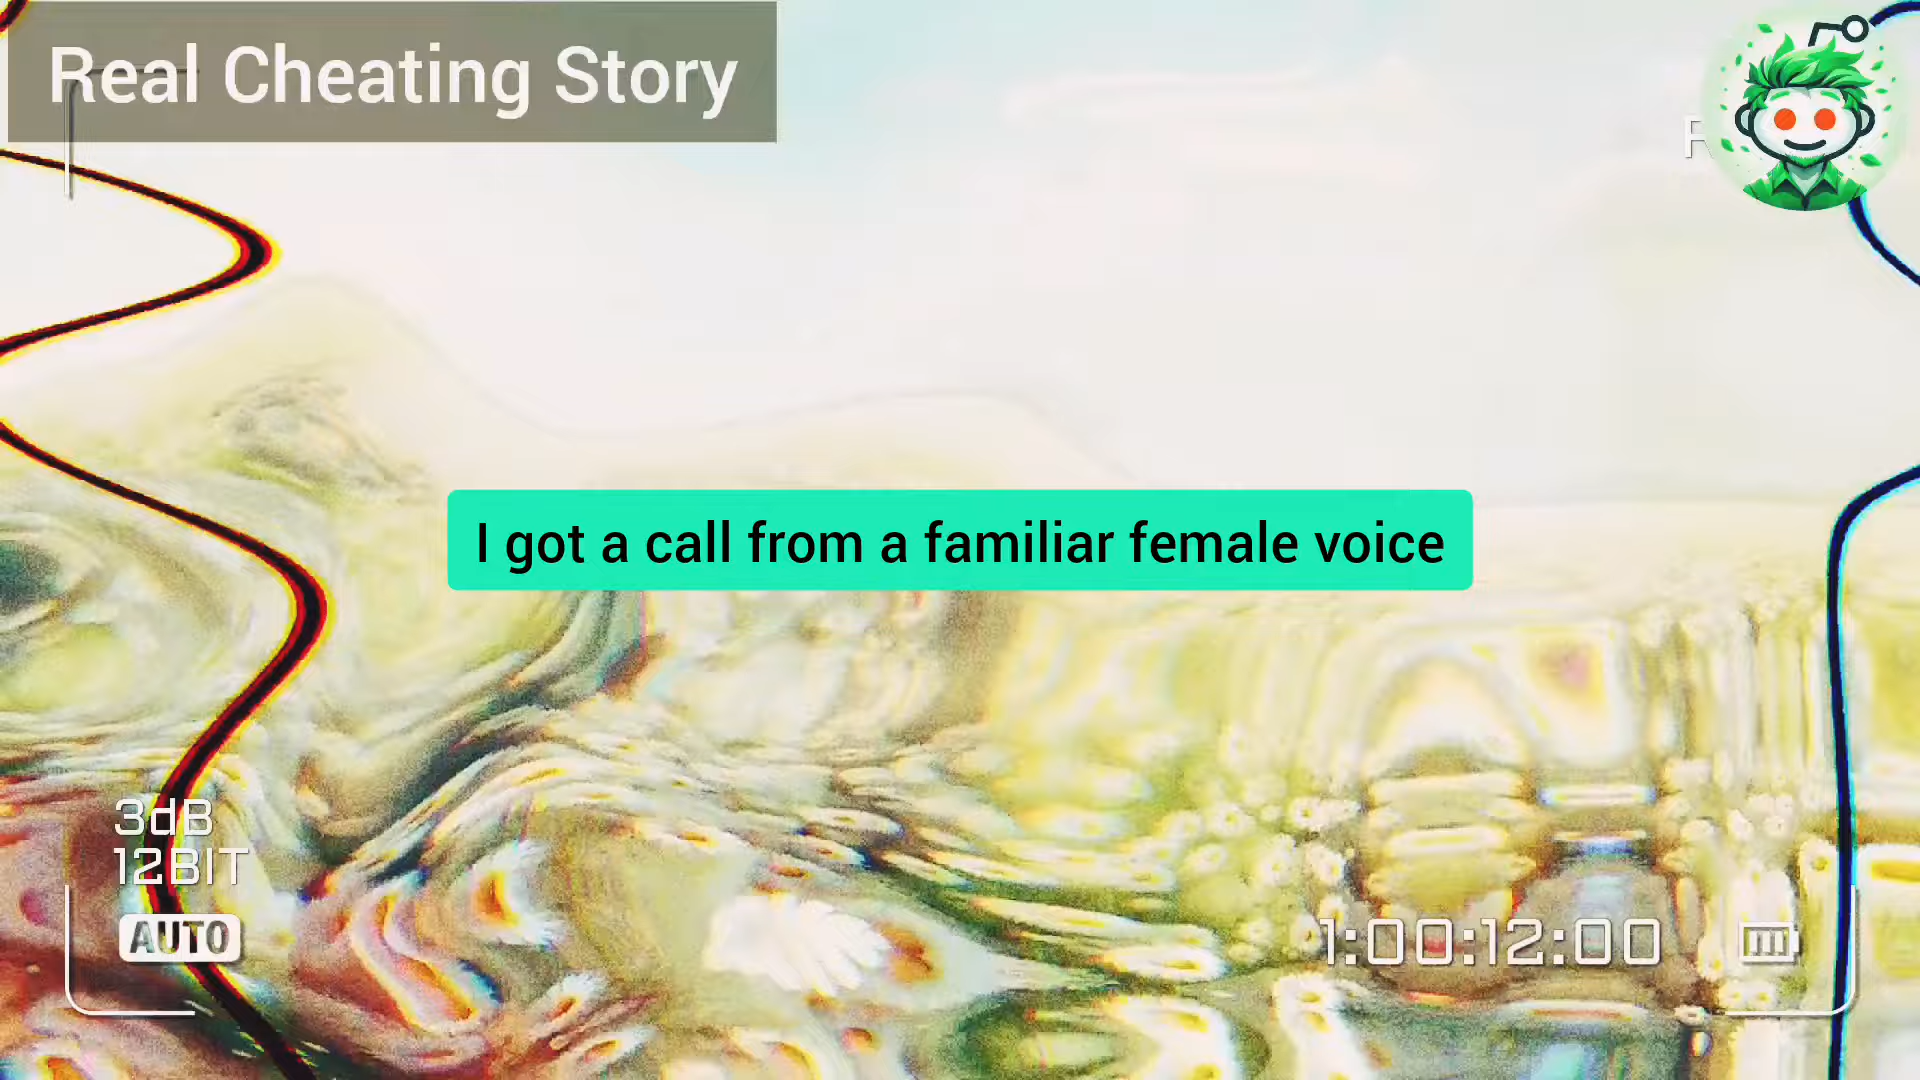 Real Cheating Story
I got a call from a familiar female voice
3dB
12BIT
AUTO
1:00:12:00